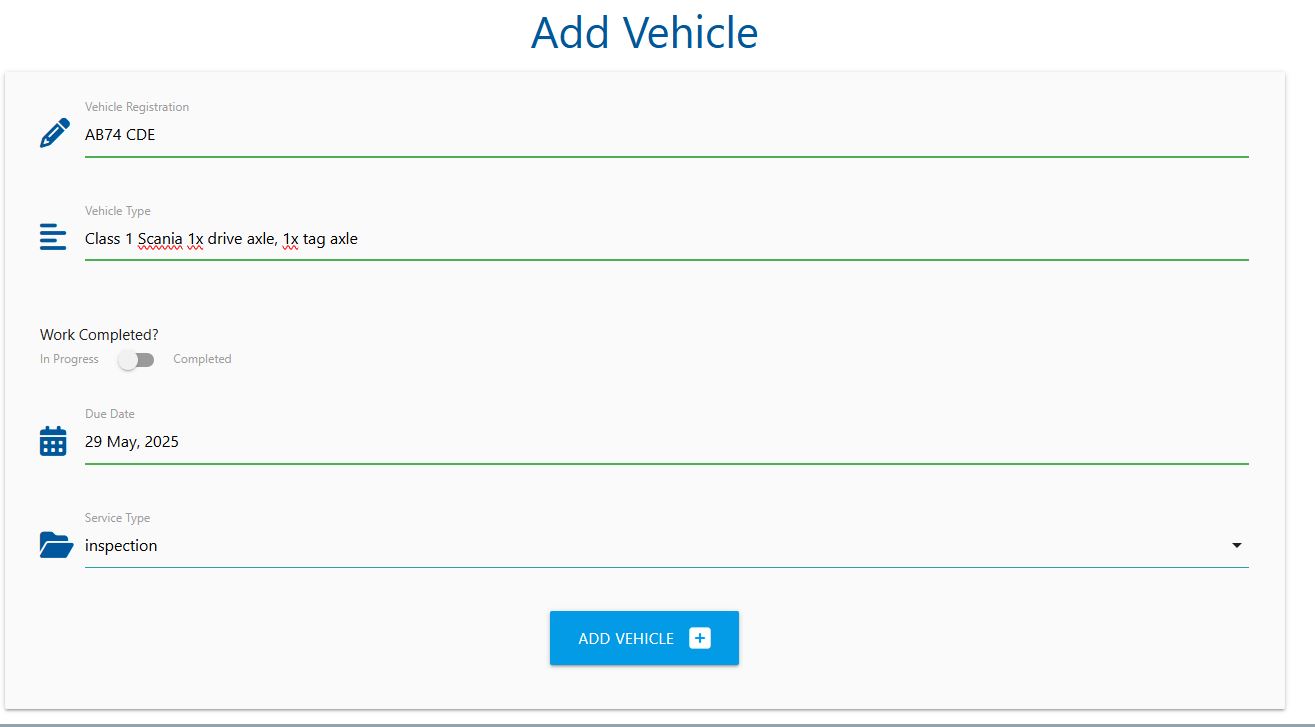 Add Vehicle
Vehicle Registration
AB74 CDE
Vehicle Type
Class 1 Scania 1x drive axle, 1x tag axle
Work Completed?
In Progress Completed
Due Date
29 May, 2025
Service Type
inspection
ADD VEHICLE